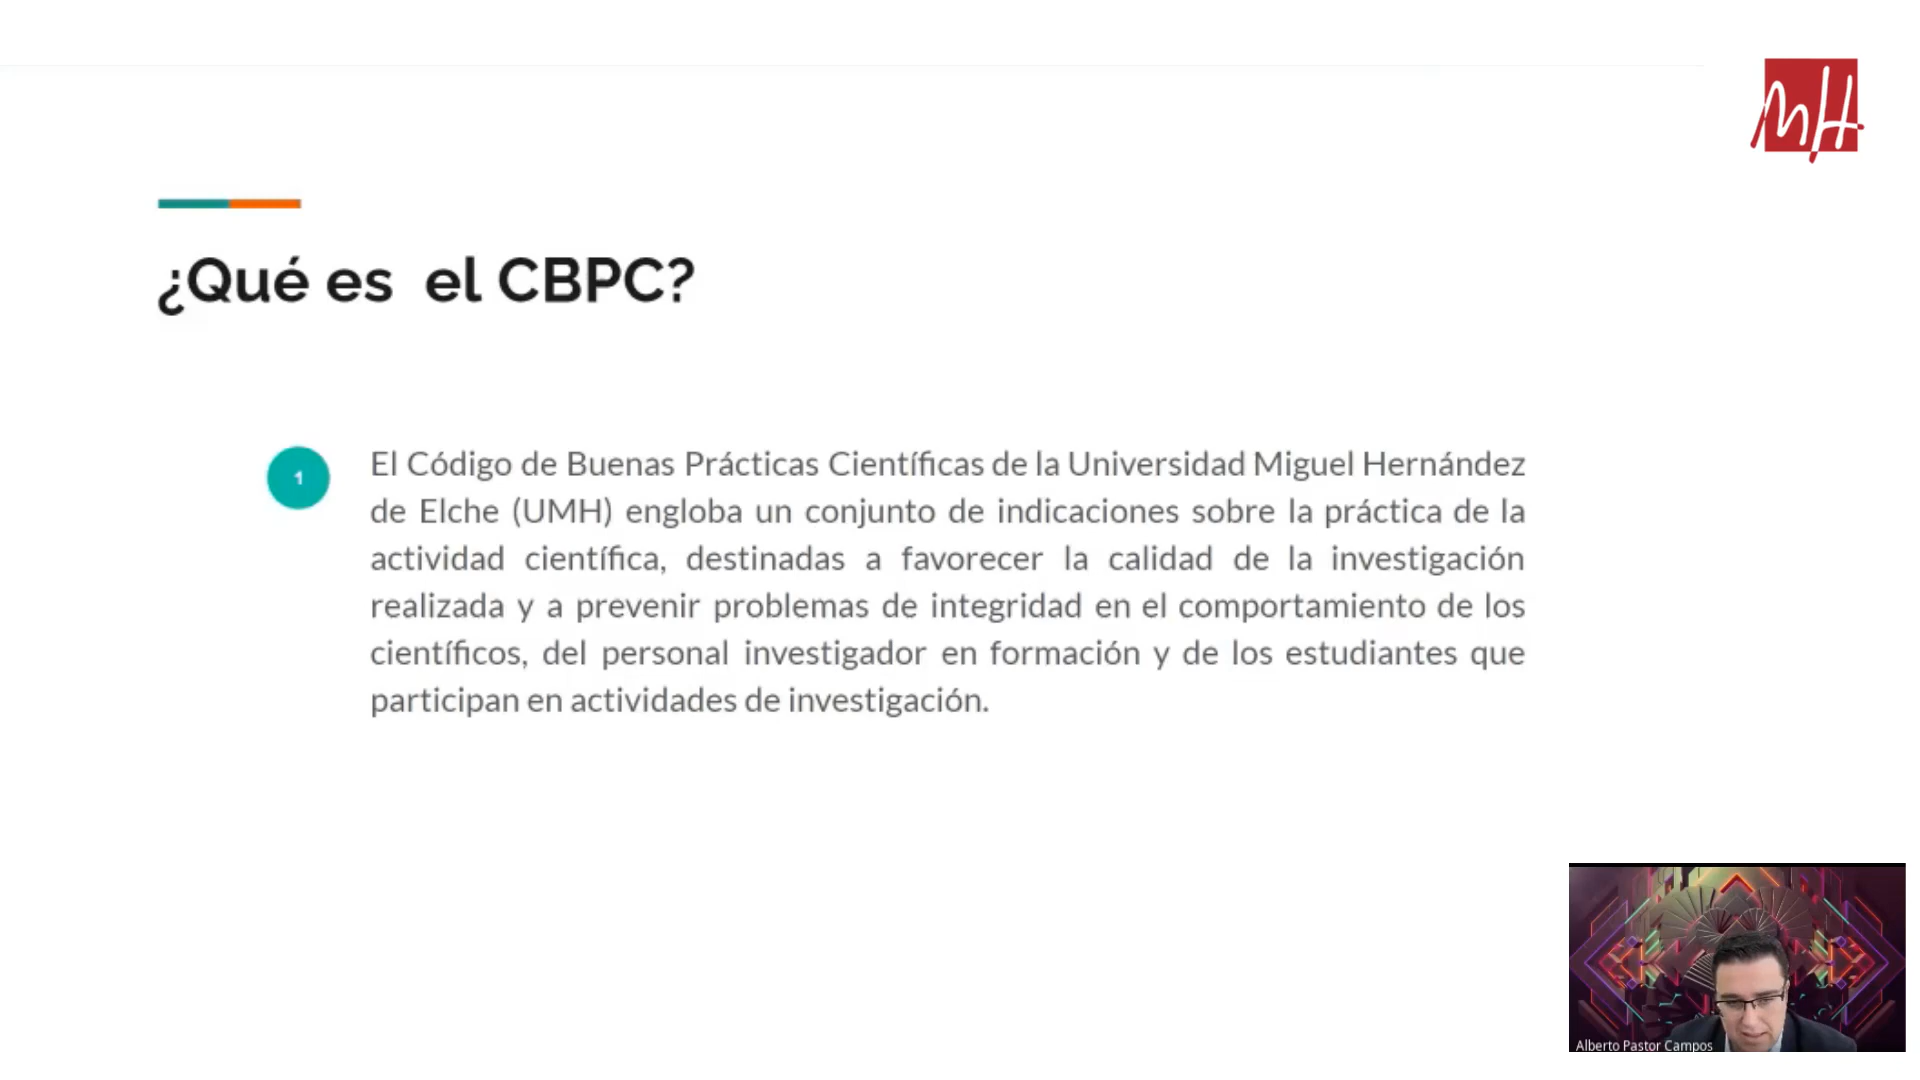 MH
¿Qué es el CBPC?
1
El Código de Buenas Prácticas Científicas de la Universidad Miguel Hernández
de Elche (UMH) engloba un conjunto de indicaciones sobre la práctica de la
actividad científica, destinadas a favorecer la calidad de la investigación
realizada y a prevenir problemas de integridad en el comportamiento de los
científicos, del personal investigador en formación y de los estudiantes que
participan en actividades de investigación.
Alberto Pastor Campos